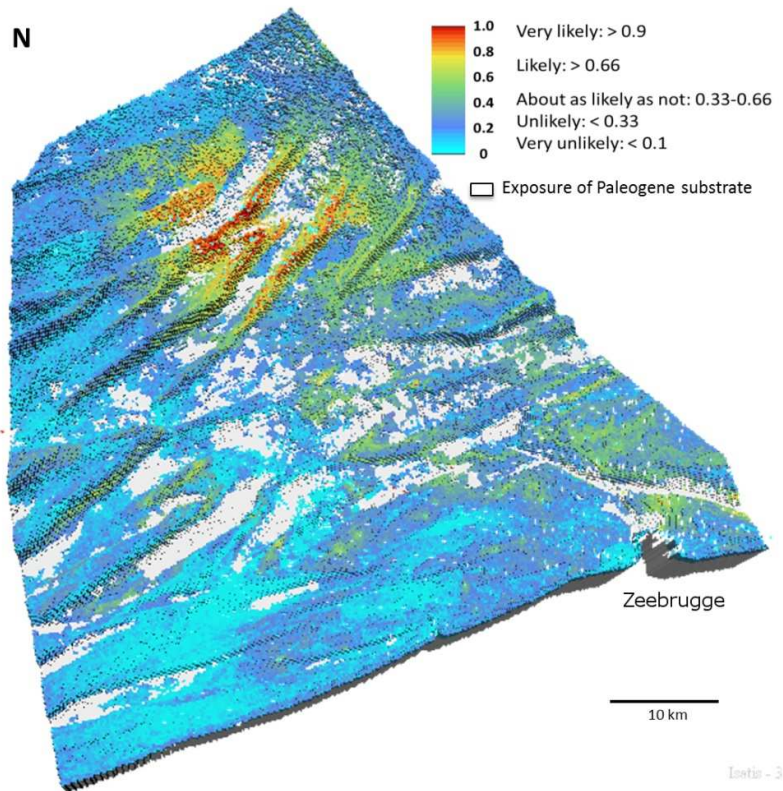 N
1.0
0.8
0.6
0.4
0.2
0
Very likely: > 0.9
Likely: > 0.66
About as likely as not: 0.33-0.66
Unlikely: < 0.33
Very unlikely: < 0.1
Exposure of Paleogene substrate
Zeebrugge
10 km
Isatis - 3